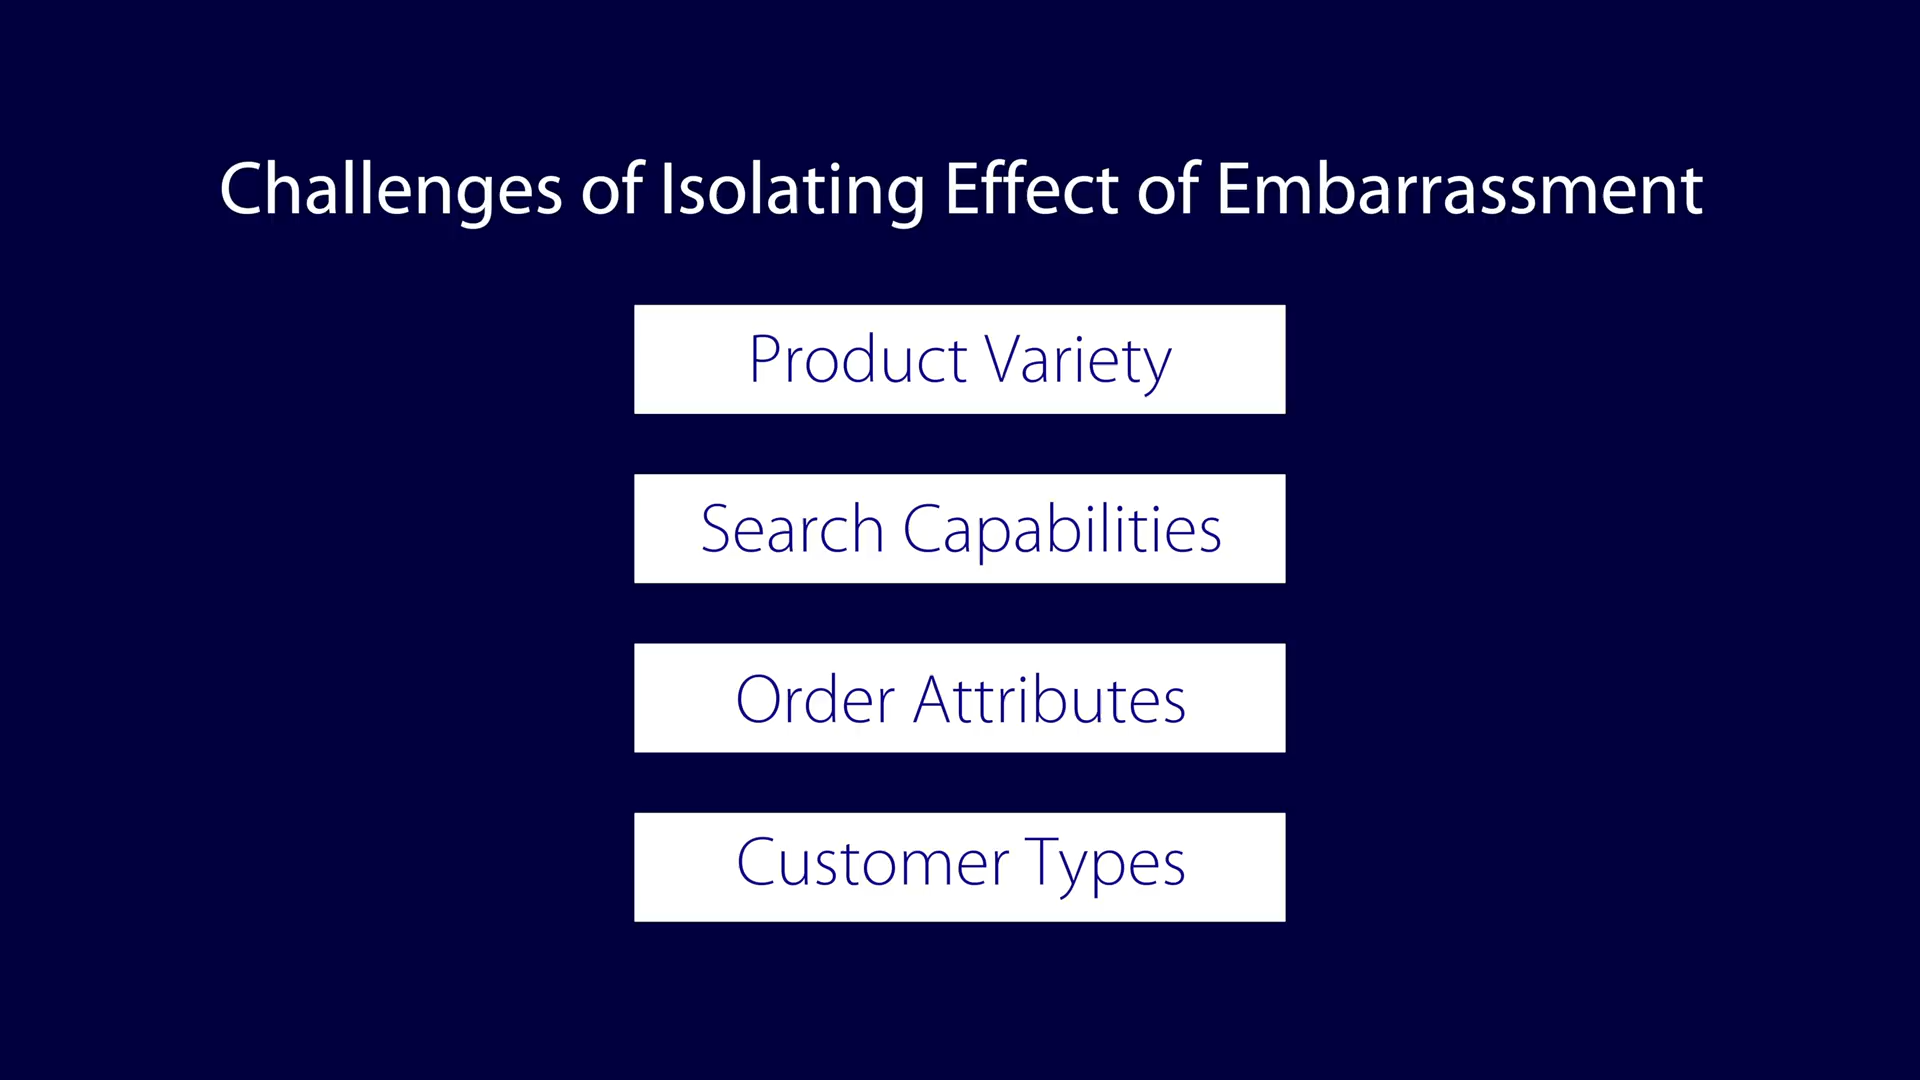 Challenges of Isolating Effect of Embarrassment
Product Variety
Search Capabilities
Order Attributes
Customer Types